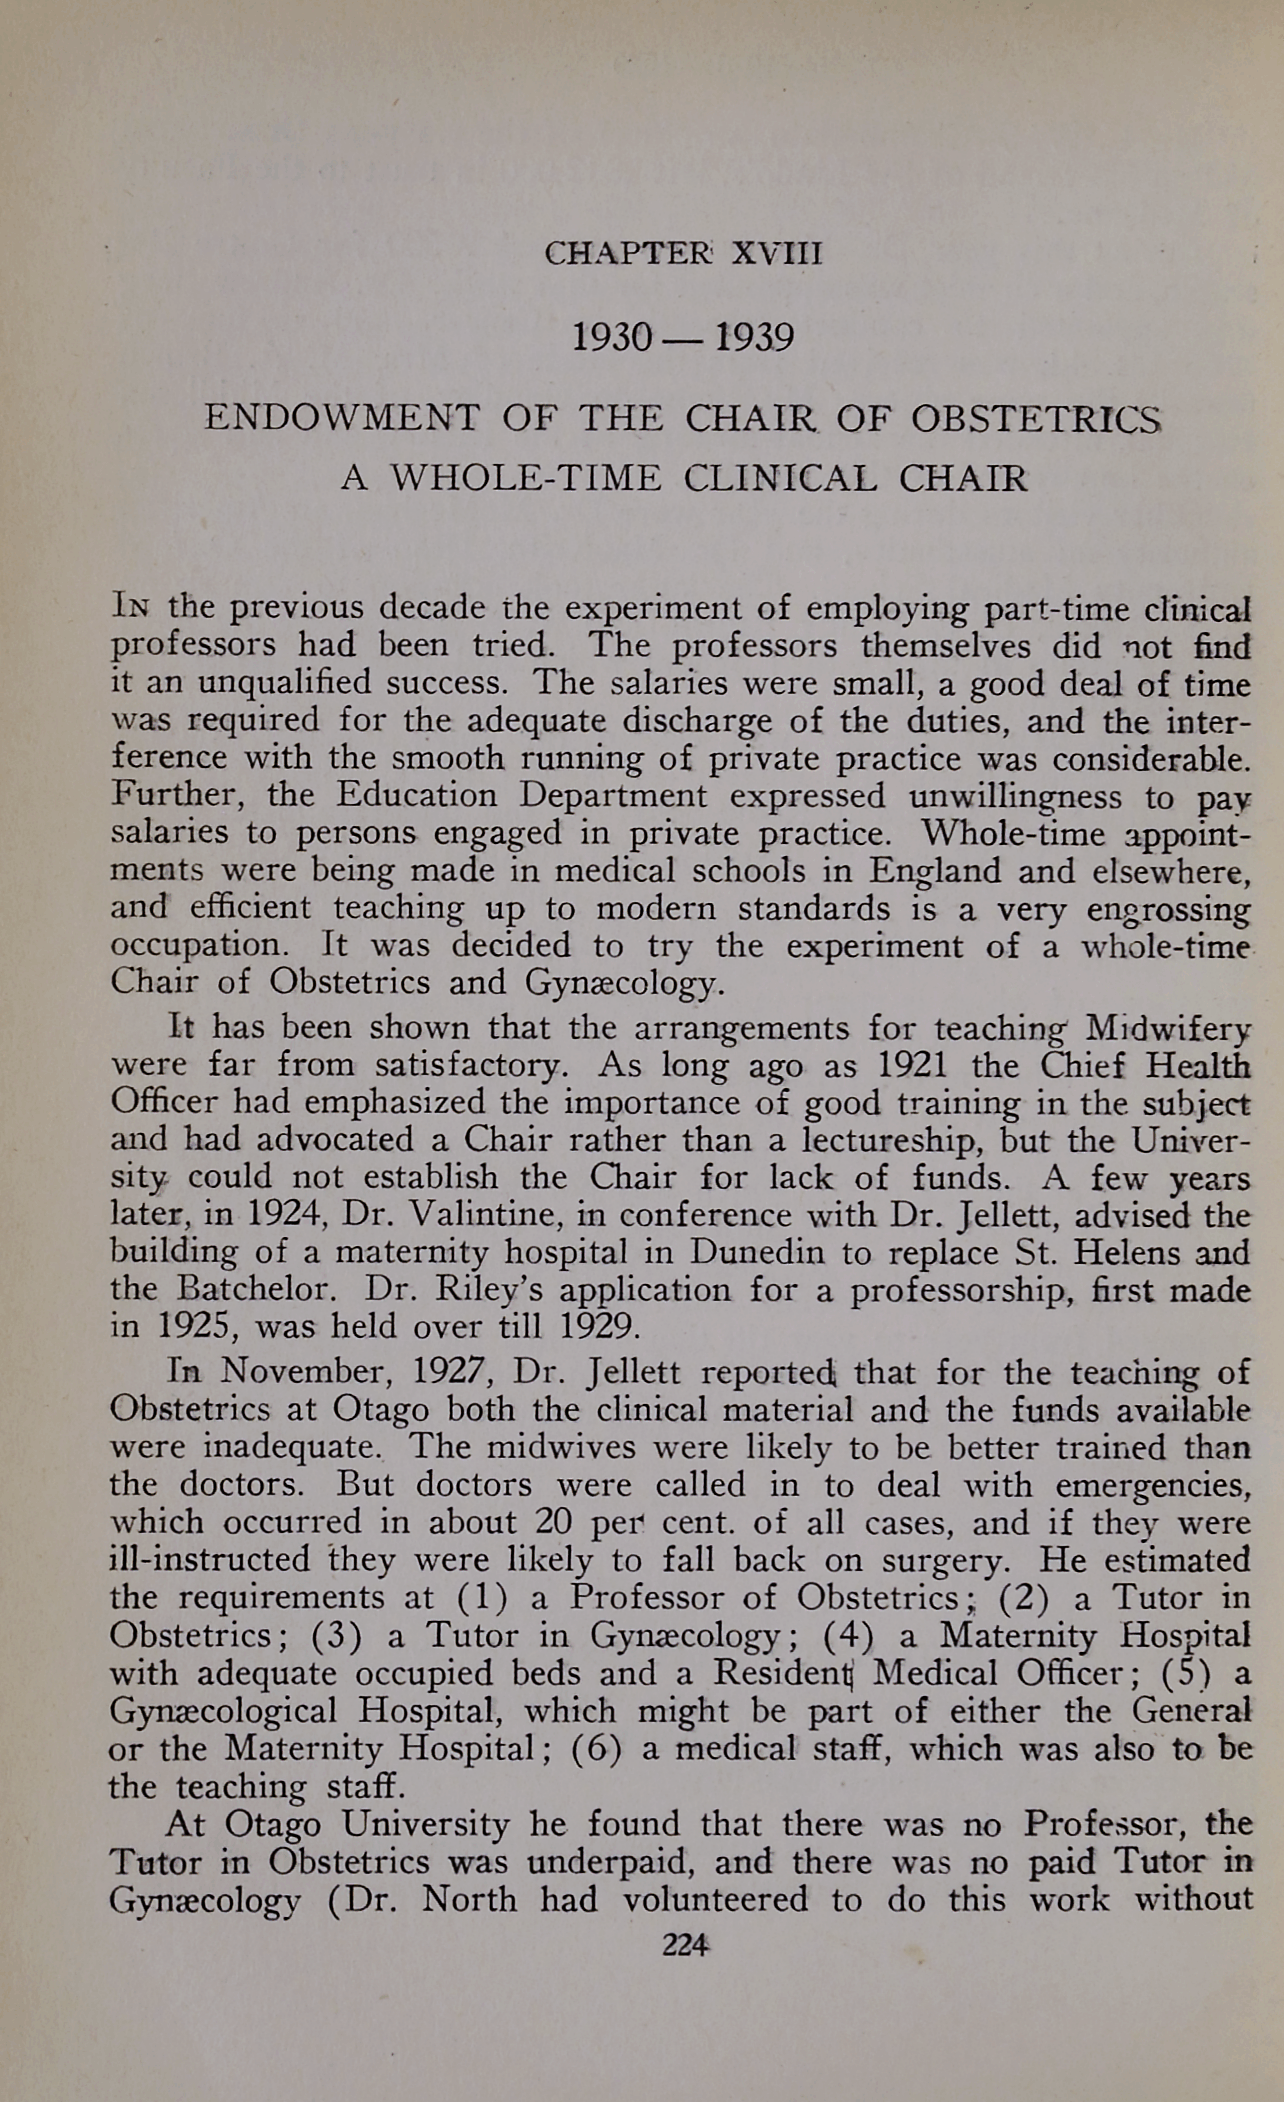 CHAPTER XVIII
1930 — 1939
ENDOWMENT OF THE CHAIR OF OBSTETRICS
A WHOLE-TIME CLINICAL CHAIR
IN the previous decade the experiment of employing part-time clinical
professors had been tried. The professors themselves did not find
it an unqualified success. The salaries were small, a good deal of time
was required for the adequate discharge of the duties, and the inter-
ference with the smooth running of private practice was considerable.
Further, the Education Department expressed unwillingness to pay
salaries to persons engaged in private practice. Whole-time appoint-
ments were being made in medical schools in England and elsewhere,
and efficient teaching up to modern standards is a very engrossing
occupation. It was decided to try the experiment of a whole-time
Chair of Obstetrics and Gynæcology.
It has been shown that the arrangements for teaching Midwifery
were far from satisfactory. As long ago as 1921 the Chief Health
Officer had emphasized the importance of good training in the subject
and had advocated a Chair rather than a lectureship, but the Univer-
sity could not establish the Chair for lack of funds. A few years
later, in 1924, Dr. Valintine, in conference with Dr. Jellett, advised the
building of a maternity hospital in Dunedin to replace St. Helens and
the Batchelor. Dr. Riley's application for a professorship, first made
in 1925, was held over till 1929.
In November, 1927, Dr. Jellett reported that for the teaching of
Obstetrics at Otago both the clinical material and the funds available
were inadequate. The midwives were likely to be better trained than
the doctors. But doctors were called in to deal with emergencies,
which occurred in about 20 per cent. of all cases, and if they were
ill-instructed they were likely to fall back on surgery. He estimated
the requirements at (1) a Professor of Obstetrics; (2) a Tutor in
Obstetrics; (3) a Tutor in Gynæcology; (4) a Maternity Hospital
with adequate occupied beds and a Resident Medical Officer; (5) a
Gynæcological Hospital, which might be part of either the General
or the Maternity Hospital; (6) a medical staff, which was also to be
the teaching staff.
At Otago University he found that there was no Professor, the
Tutor in Obstetrics was underpaid, and there was no paid Tutor in
Gynæcology (Dr. North had volunteered to do this work without
224